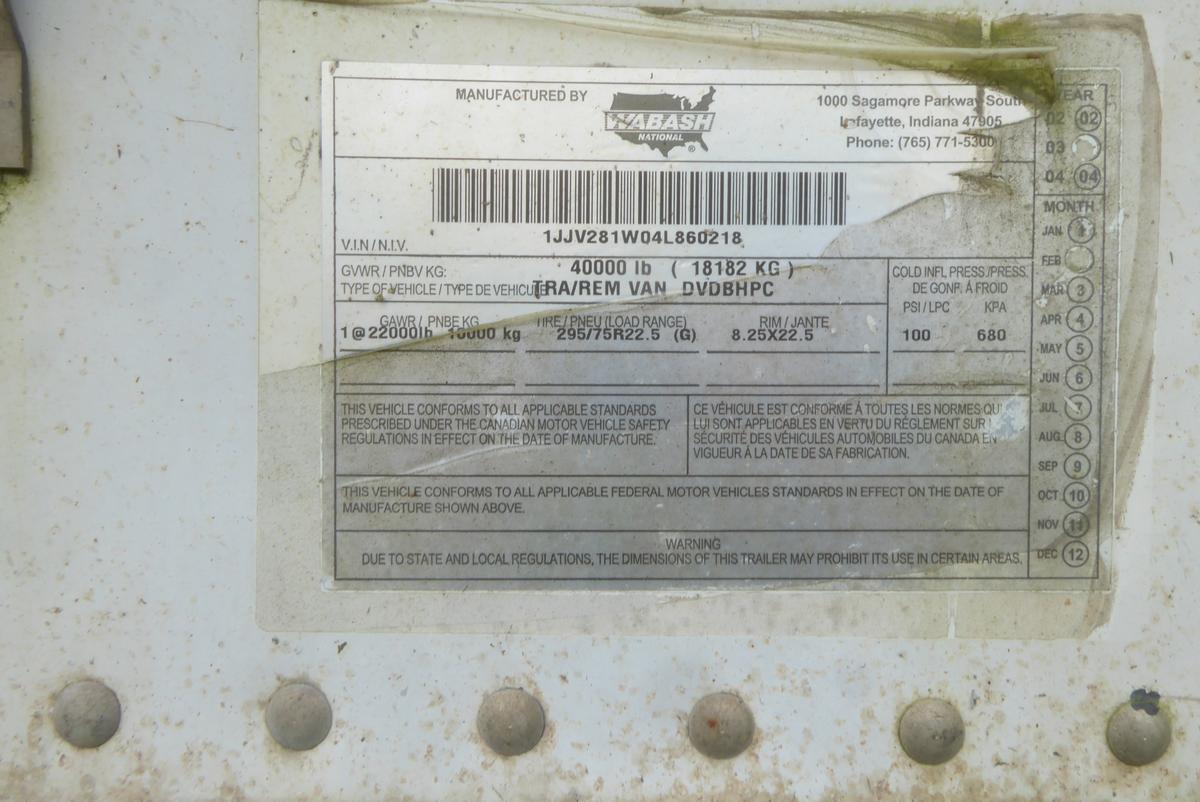 MANUFACTURED BY
WABASH
NATIONAL
®
1000 Sagamore Parkway South
Lafayette, Indiana 47905
Phone: (765) 771-5300
1JJV281W04L860218
V.I.N / N.I.V.
GVWR / PNBV KG: 40000 lb ( 18182 KG )
TYPE OF VEHICLE / TYPE DE VEHICULE TRA/REM VAN DVDBHPC
COLD INFL PRESS./PRESS.
DE GONF. À FROID
PSI / LPC KPA
GAWR / PNBE KG TIRE / PNEU (LOAD RANGE) RIM / JANTE
1 @ 22000lb 10000 kg 295/75R22.5 (G) 8.25X22.5 100 680
THIS VEHICLE CONFORMS TO ALL APPLICABLE STANDARDS
PRESCRIBED UNDER THE CANADIAN MOTOR VEHICLE SAFETY
REGULATIONS IN EFFECT ON THE DATE OF MANUFACTURE.
CE VÉHICULE EST CONFORME À TOUTES LES NORMES QUI
LUI SONT APPLICABLES EN VERTU DU RÈGLEMENT SUR
SÉCURITÉ DES VÉHICULES AUTOMOBILES DU CANADA EN
VIGUEUR À LA DATE DE SA FABRICATION.
THIS VEHICLE CONFORMS TO ALL APPLICABLE FEDERAL MOTOR VEHICLES STANDARDS IN EFFECT ON THE DATE OF
MANUFACTURE SHOWN ABOVE.
WARNING
DUE TO STATE AND LOCAL REGULATIONS, THE DIMENSIONS OF THIS TRAILER MAY PROHIBIT ITS USE IN CERTAIN AREAS.
YEAR
02 02
03
04 04
MONTH
JAN 1
FEB
MAR 3
APR 4
MAY 5
JUN 6
JUL 7
AUG 8
SEP 9
OCT 10
NOV 11
DEC 12